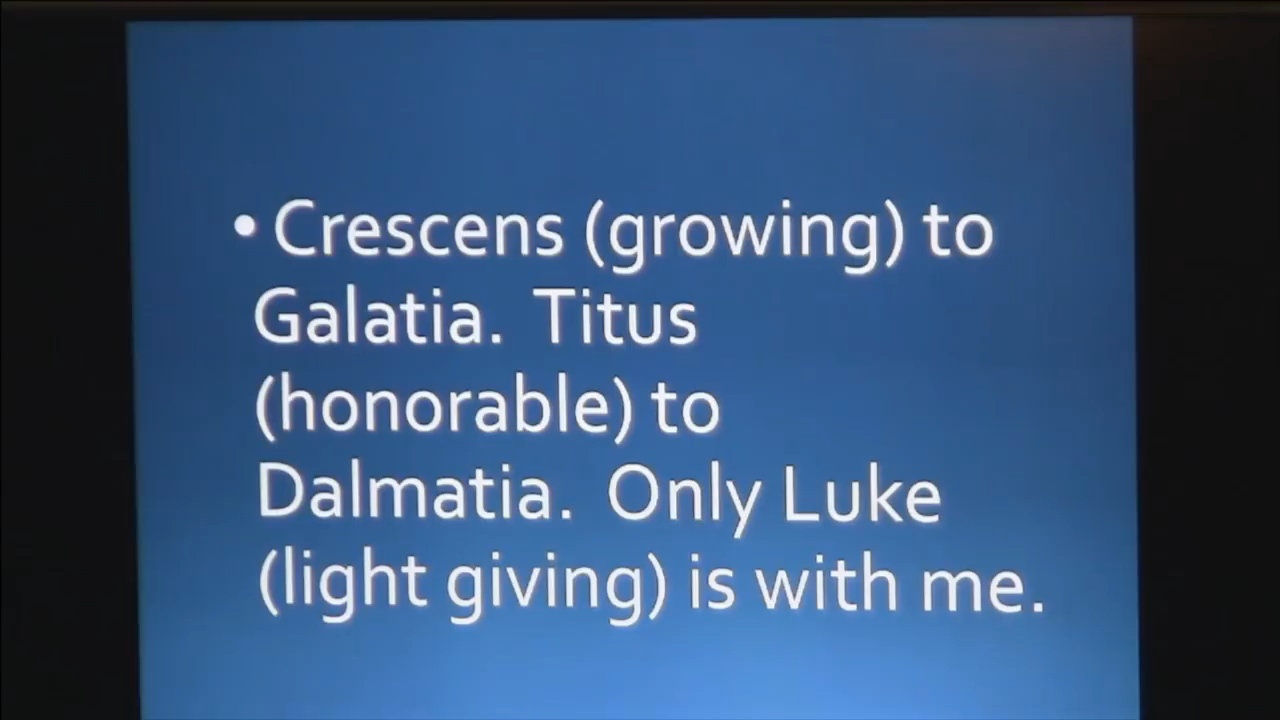 • Crescens (growing) to
Galatia. Titus
(honorable) to
Dalmatia. Only Luke
(light giving) is with me.